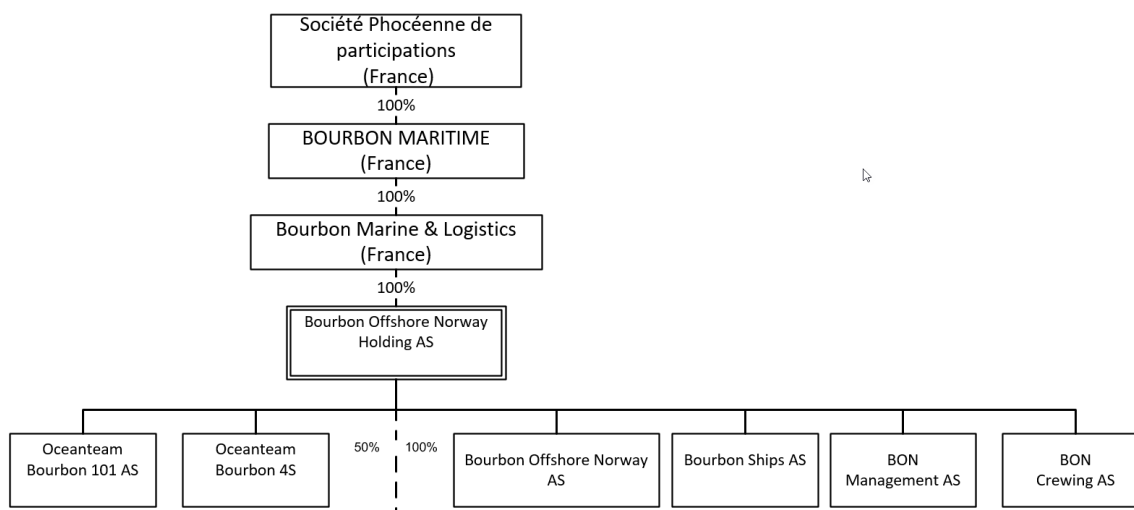 Société Phocéenne de
participations
(France)
100%
BOURBON MARITIME
(France)
100%
Bourbon Marine & Logistics
(France)
100%
Bourbon Offshore Norway
Holding AS
Oceanteam
Bourbon 101 AS
Oceanteam
Bourbon 4S
50%
100%
Bourbon Offshore Norway
AS
Bourbon Ships AS
BON
Management AS
BON
Crewing AS